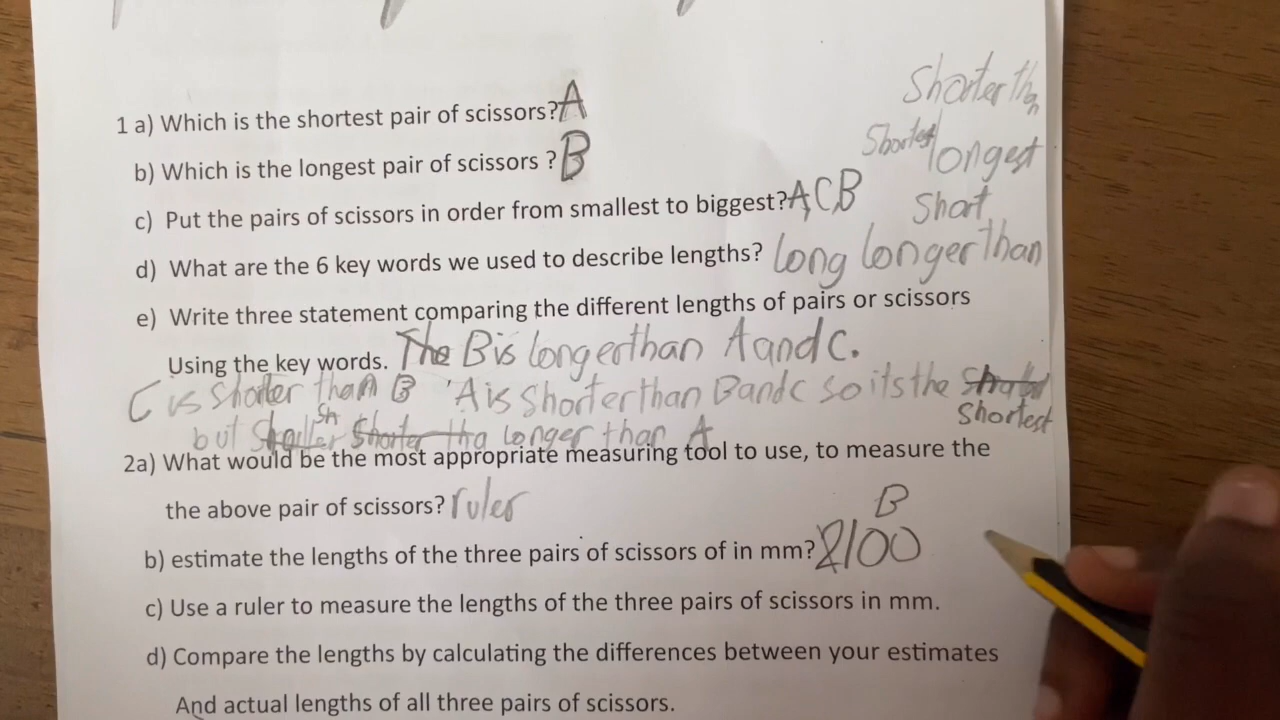 Shorter than
1 a) Which is the shortest pair of scissors? A
Shortest longest
b) Which is the longest pair of scissors ? B
c) Put the pairs of scissors in order from smallest to biggest? A, C, B
Short
d) What are the 6 key words we used to describe lengths? long longer than
e) Write three statement comparing the different lengths of pairs or scissors
Using the key words. The B is longer than A and C.
C is shorter than B 'A is shorter than B and C so its the
Shortest
but Shorter tha longer than A
2a) What would be the most appropriate measuring tool to use, to measure the
the above pair of scissors? ruler
B
b) estimate the lengths of the three pairs of scissors of in mm? 100
c) Use a ruler to measure the lengths of the three pairs of scissors in mm.
d) Compare the lengths by calculating the differences between your estimates
And actual lengths of all three pairs of scissors.